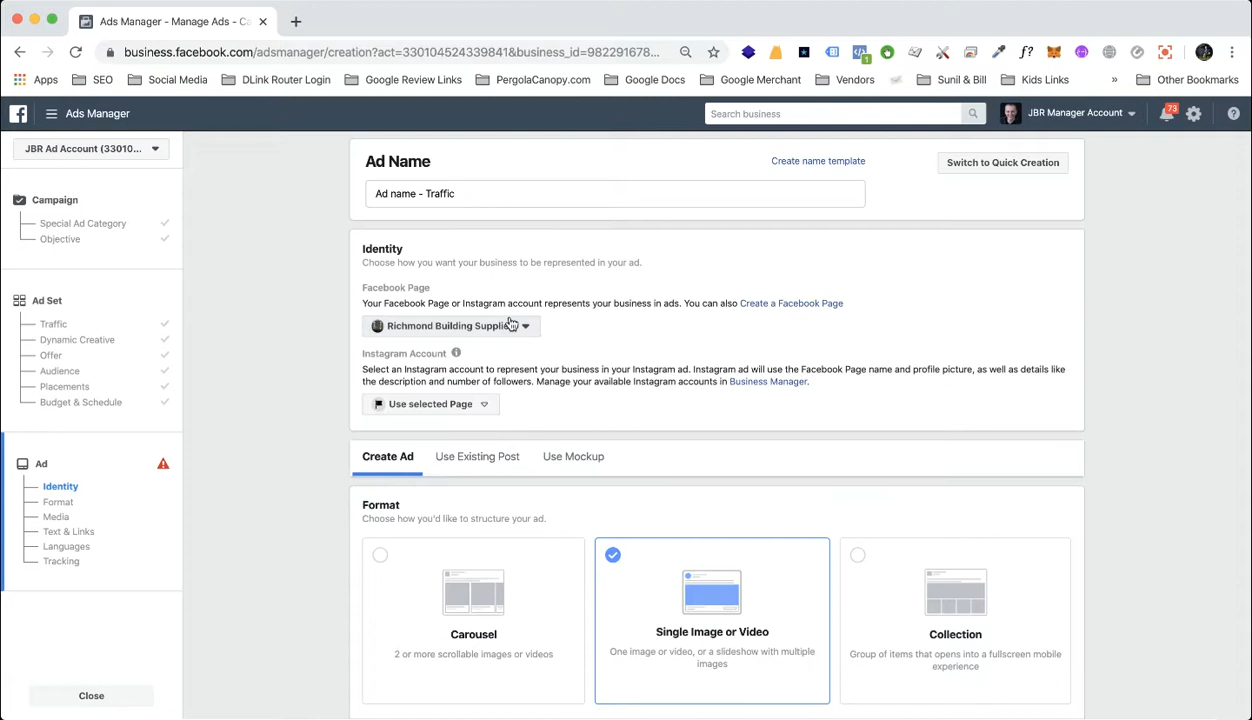 Ads Manager - Manage Ads - Ca
business.facebook.com/adsmanager/creation?act=330104524339841&business_id=982291678...
1
Apps
SEO
Social Media
DLink Router Login
Google Review Links
PergolaCanopy.com
Google Docs
Google Merchant
Vendors
Sunil & Bill
Kids Links
»
Other Bookmarks
Ads Manager
Search business
JBR Manager Account
73
JBR Ad Account (33010...
Campaign
Special Ad Category
Objective
Ad Set
Traffic
Dynamic Creative
Offer
Audience
Placements
Budget & Schedule
Ad
Identity
Format
Media
Text & Links
Languages
Tracking
Close
Ad Name
Create name template
Switch to Quick Creation
Ad name - Traffic
Identity
Choose how you want your business to be represented in your ad.
Facebook Page
Your Facebook Page or Instagram account represents your business in ads. You can also Create a Facebook Page
Richmond Building
Instagram Account
Select an Instagram account to represent your business in your Instagram ad. Instagram ad will use the Facebook Page name and profile picture, as well as details like
the description and number of followers. Manage your available Instagram accounts in Business Manager.
Use selected Page
Create Ad
Use Existing Post
Use Mockup
Format
Choose how you'd like to structure your ad.
Carousel
2 or more scrollable images or videos
Single Image or Video
One image or video, or a slideshow with multiple
images
Collection
Group of items that opens into a fullscreen mobile
experience